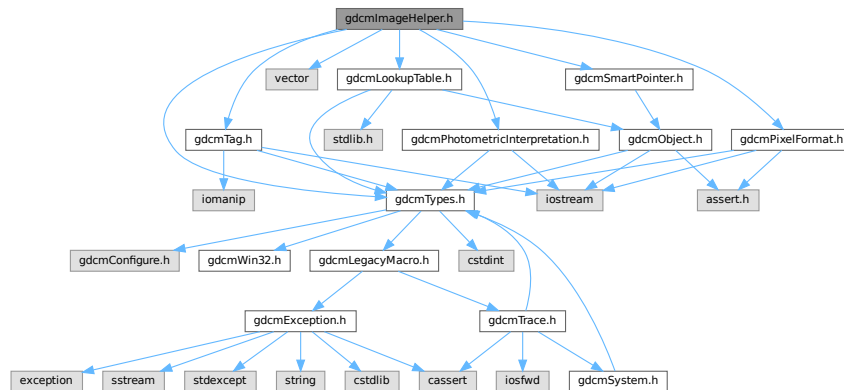 gdcmImageHelper.h
vector
gdcmLookupTable.h
gdcmSmartPointer.h
gdcmTag.h
stdlib.h
gdcmPhotometricInterpretation.h
gdcmObject.h
gdcmPixelFormat.h
iomanip
gdcmTypes.h
iostream
assert.h
gdcmConfigure.h
gdcmWin32.h
gdcmLegacyMacro.h
cstdint
gdcmException.h
gdcmTrace.h
exception
sstream
stdexcept
string
cstdlib
cassert
iosfwd
gdcmSystem.h